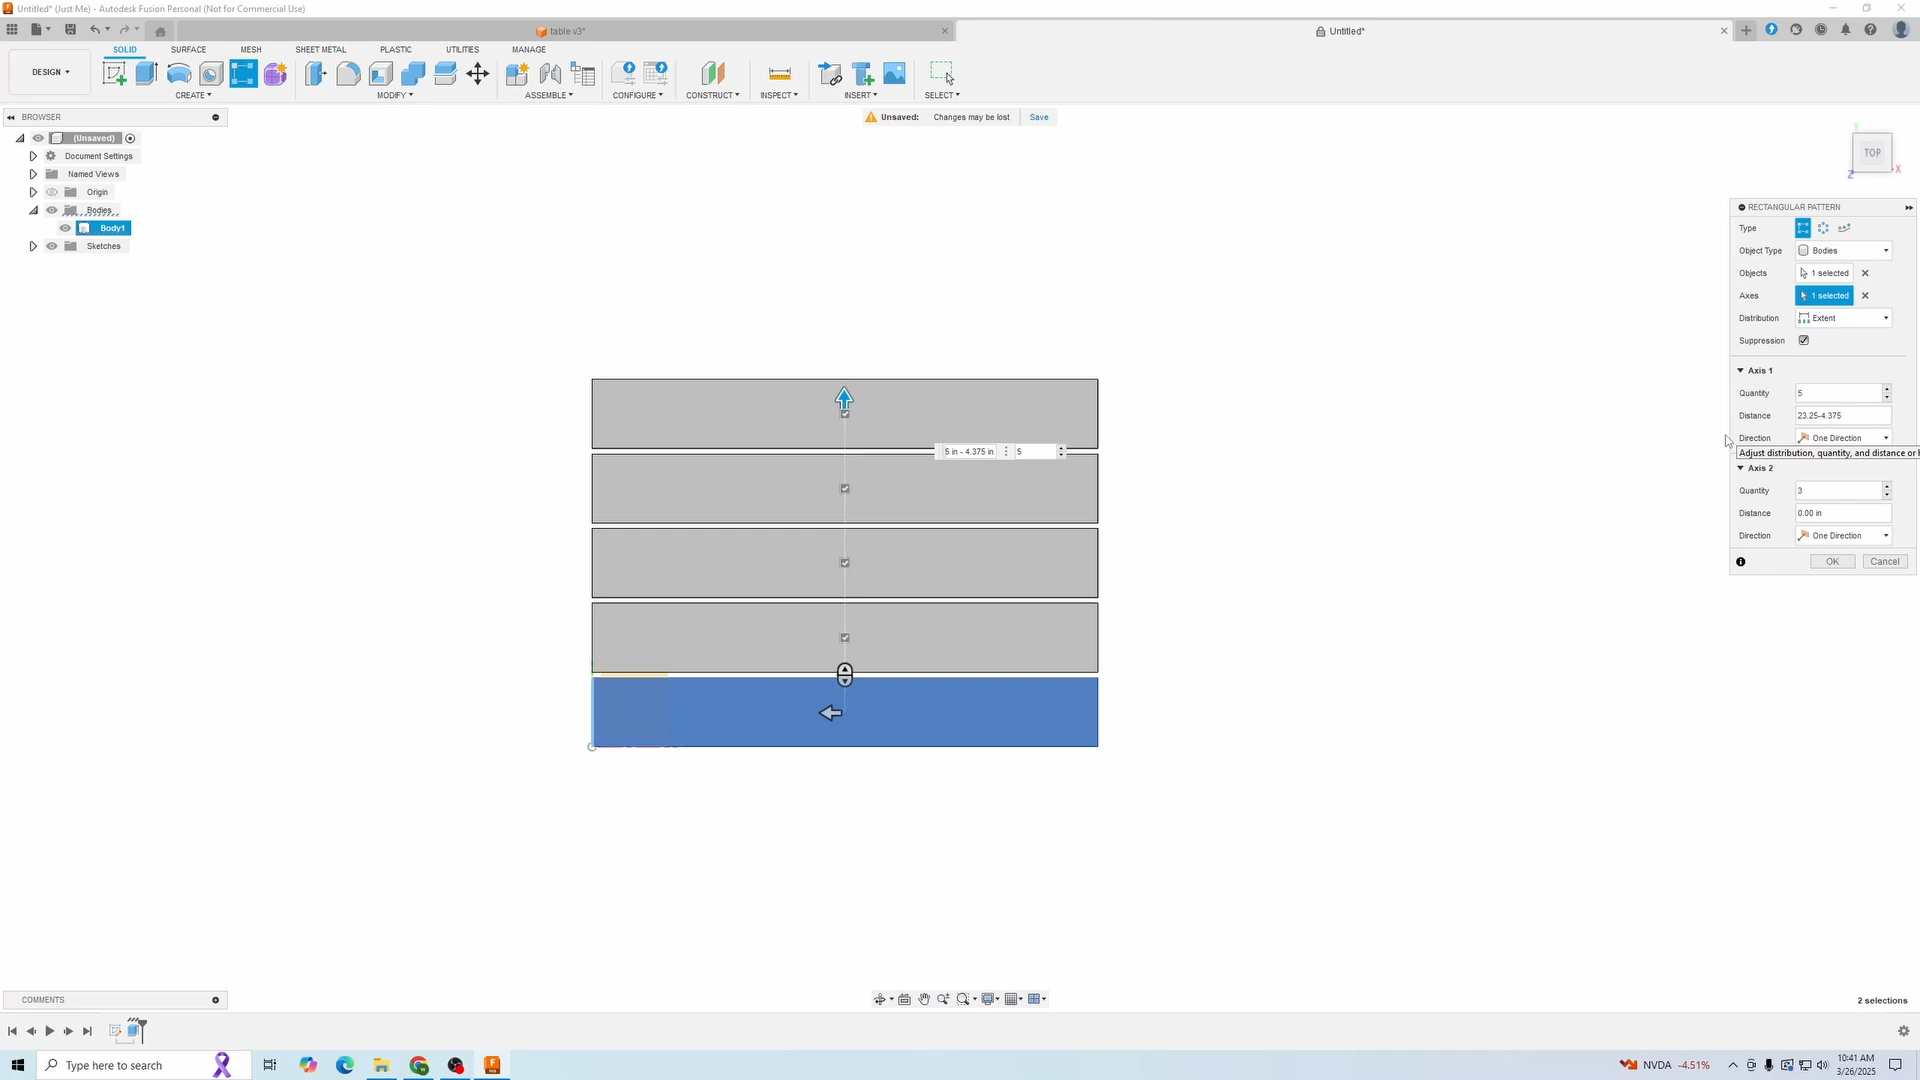 Untitled* (Just Me) - Autodesk Fusion Personal (Not for Commercial Use)
table v3*
Untitled*
DESIGN
SOLID
SURFACE
MESH
SHEET METAL
PLASTIC
UTILITIES
MANAGE
CREATE
MODIFY
ASSEMBLE
CONFIGURE
CONSTRUCT
INSPECT
INSERT
SELECT
BROWSER
Unsaved: Changes may be lost Save
(Unsaved)
Document Settings
Named Views
Origin
Bodies
Body1
Sketches
Y
TOP
X
Z
RECTANGULAR PATTERN
Type
Object Type Bodies
Objects 1 selected
Axes 1 selected
Distribution Extent
Suppression
Axis 1
Quantity 5
Distance 23.25-4.375
Direction One Direction
Adjust distribution, quantity, and distance or
Axis 2
Quantity 3
Distance 0.00 in
Direction One Direction
OK Cancel
5 in - 4.375 in 5
COMMENTS
2 selections
Type here to search
NVDA -4.51%
10:41 AM
3/26/2025